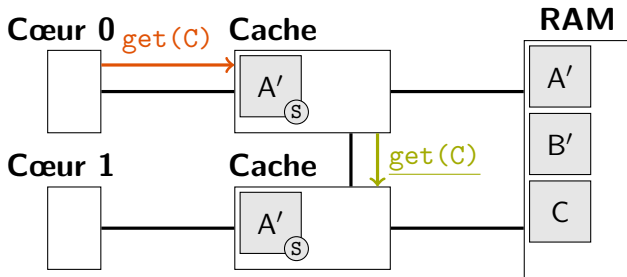 RAM
Cœur 0
get(C)
Cache
A′
S
A′
B′
get(C)
Cœur 1
Cache
A′
S
C